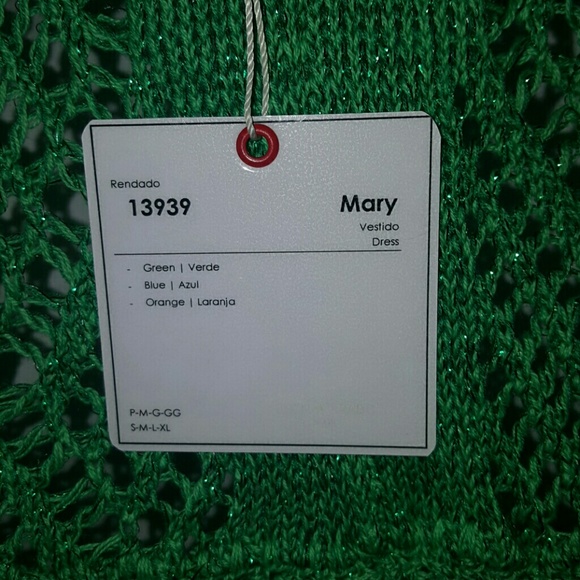 Rendado
13939
Mary
Vestido
Dress
- Green | Verde
- Blue | Azul
- Orange | Laranja
P-M-G-GG
S-M-L-XL